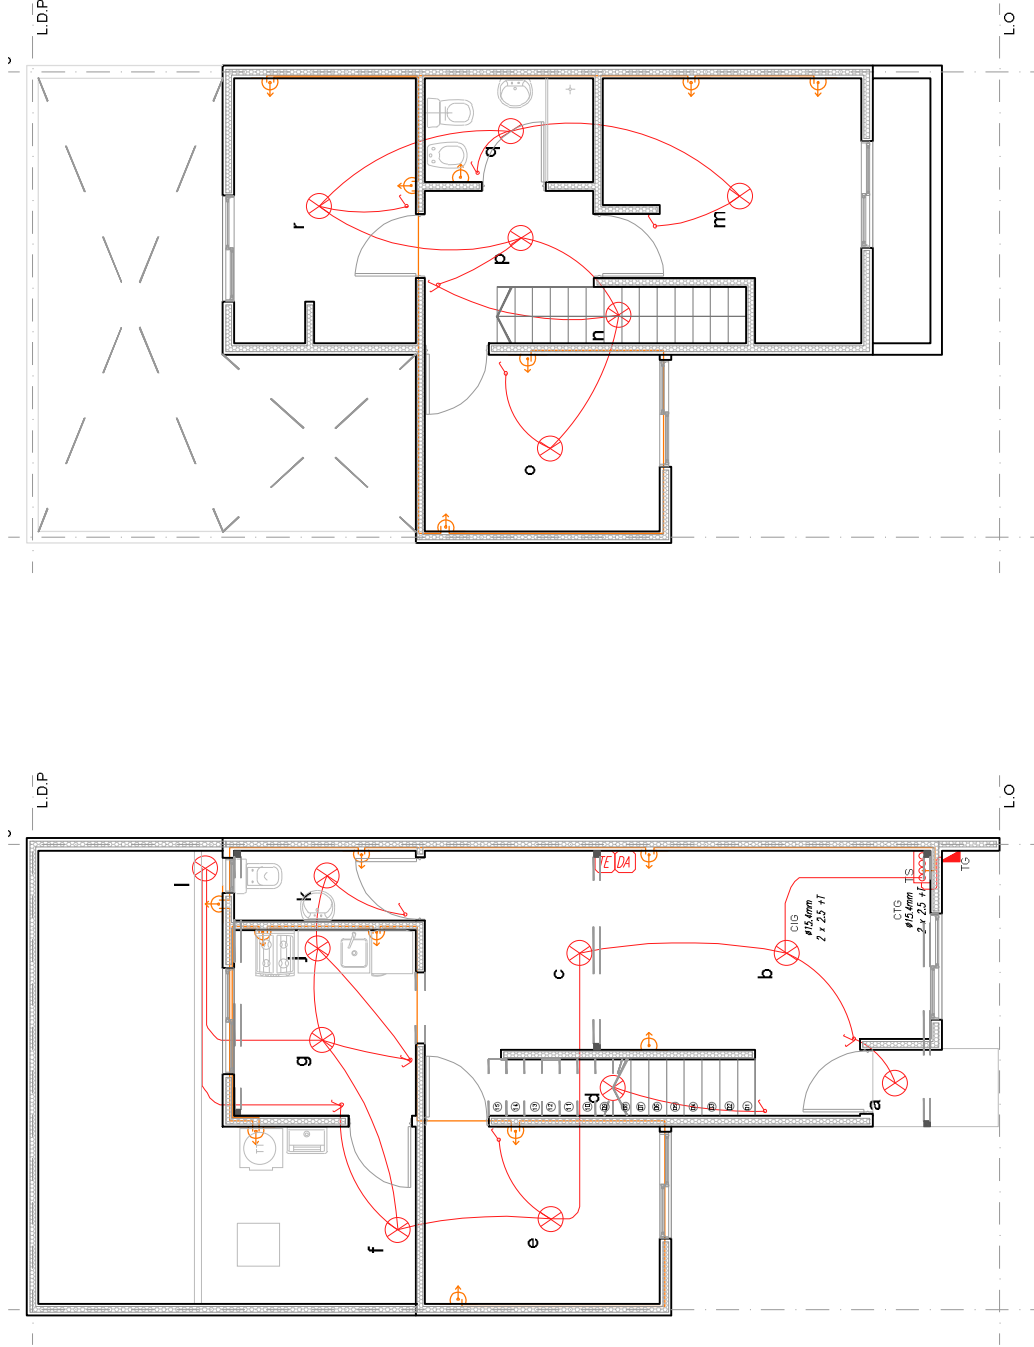 L.D.P
L.O
q
r
m
p
n
o
L.D.P
L.O
l
k
TE
DA
TS
TG
CIG
ø15.4mm
2 x 2.5 +T
CTG
ø15.4mm
2 x 2.5 +T
j
c
b
g
d
a
e
f